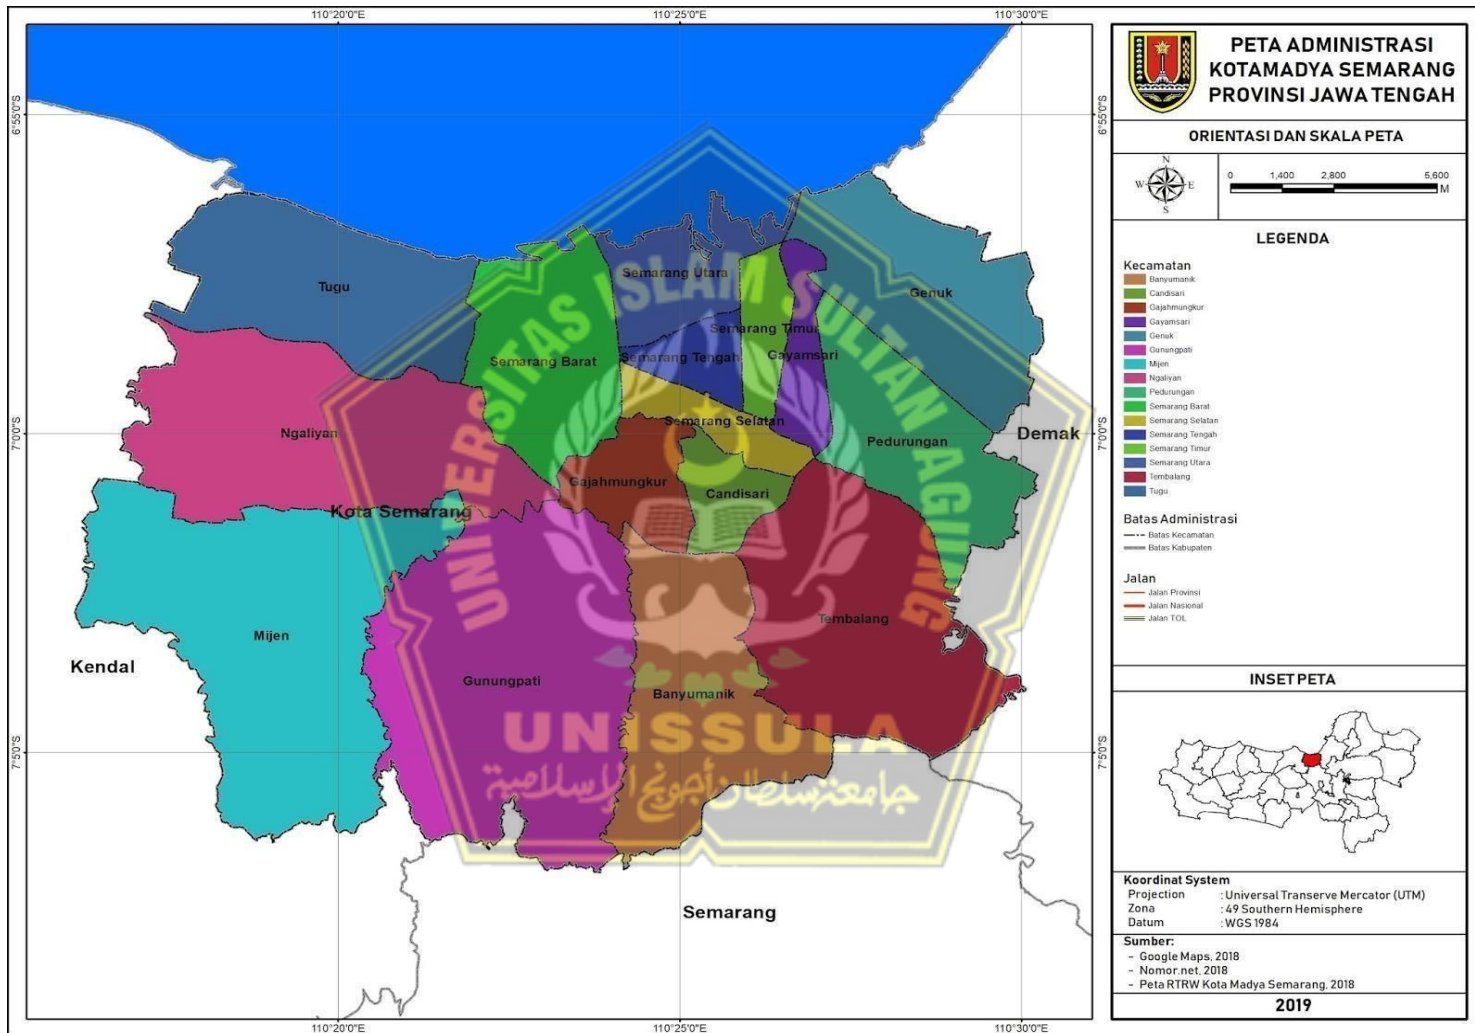 110°20'0"E 110°25'0"E 110°30'0"E
6°55'0"S 6°55'0"S
7°0'0"S 7°0'0"S
7°5'0"S 7°5'0"S
110°20'0"E 110°25'0"E 110°30'0"E
Tugu
Semarang Utara
Genuk
Semarang Timur
Semarang Barat
Semarang Tengah
Gayamsari
Ngaliyan
Semarang Selatan
Pedurungan
Demak
Gajahmungkur
Candisari
Kota Semarang
Mijen
Tembalang
Kendal
Gunungpati
Banyumanik
Semarang
UNIVERSITAS ISLAM SULTAN AGUNG
UNISSULA
جامعة سلطان أجونج الإسلامية
PETA ADMINISTRASI
KOTAMADYA SEMARANG
PROVINSI JAWA TENGAH
ORIENTASI DAN SKALA PETA
N
W E
S
0 1,400 2,800 5,600
M
LEGENDA
Kecamatan
Banyumanik
Candisari
Gajahmungkur
Gayamsari
Genuk
Gunungpati
Mijen
Ngaliyan
Pedurungan
Semarang Barat
Semarang Selatan
Semarang Tengah
Semarang Timur
Semarang Utara
Tembalang
Tugu
Batas Administrasi
Batas Kecamatan
Batas Kabupaten
Jalan
Jalan Provinsi
Jalan Nasional
Jalan TOL
INSET PETA
Koordinat System
Projection : Universal Transerve Mercator (UTM)
Zona : 49 Southern Hemisphere
Datum : WGS 1984
Sumber:
- Google Maps, 2018
- Nomor.net, 2018
- Peta RTRW Kota Madya Semarang, 2018
2019